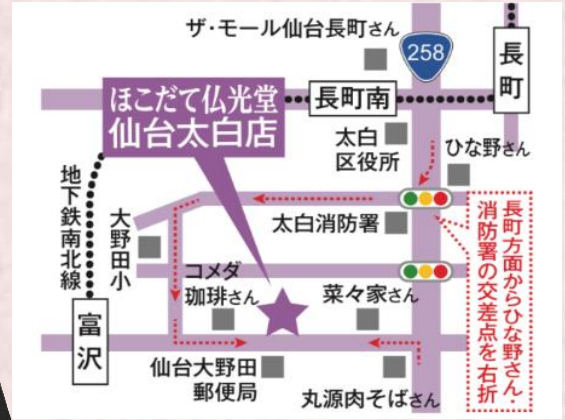 ザ・モール仙台長町さん
258
長町
ほこだて仏光堂
仙台太白店
長町南
太白
区役所
ひな野さん
地下鉄南北線
大野田小
太白消防署
長町方面からひな野さん・
消防署の交差点を右折
コメダ
珈琲さん
菜々家さん
富沢
仙台大野田
郵便局
丸源肉そばさん